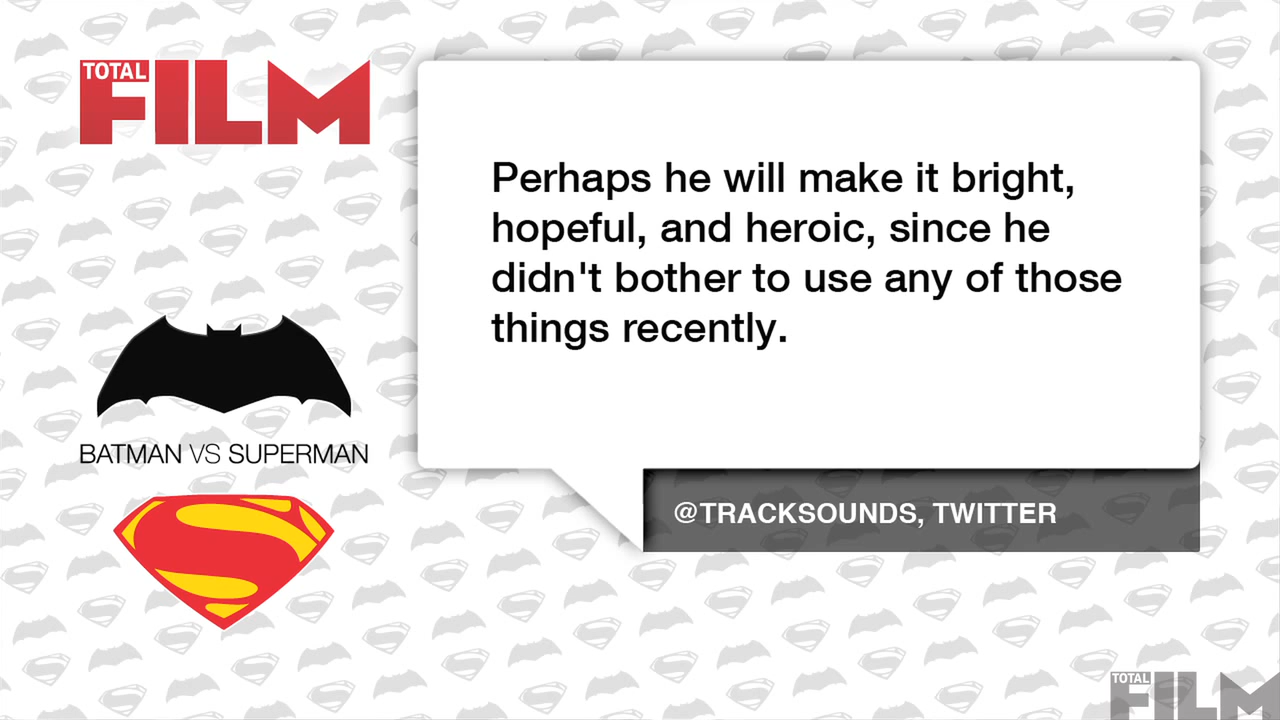 TOTAL
FILM
Perhaps he will make it bright,
hopeful, and heroic, since he
didn't bother to use any of those
things recently.
BATMAN VS SUPERMAN
@TRACKSOUNDS, TWITTER
TOTAL
FILM